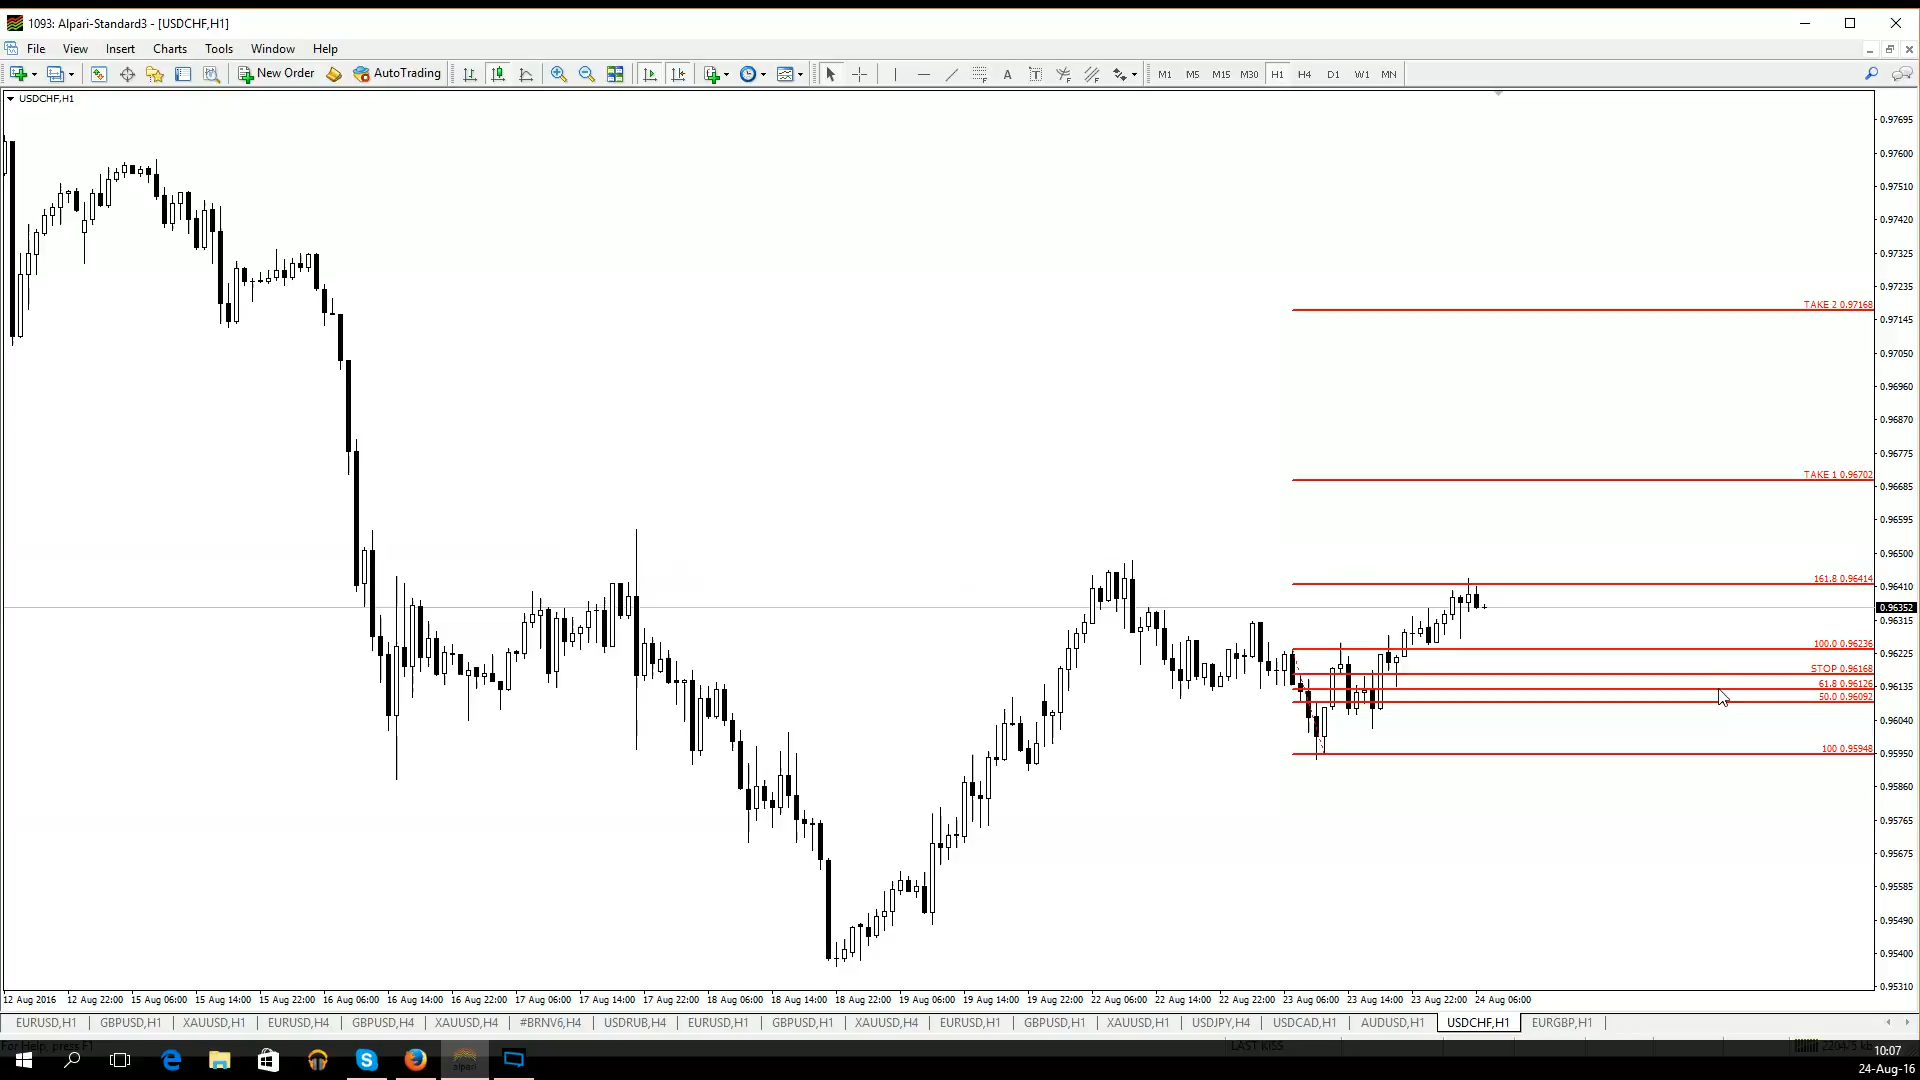 1093: Alpari-Standard3 - [USDCHF,H1]
File View Insert Charts Tools Window Help
New Order AutoTrading A T M1 M5 M15 M30 H1 H4 D1 W1 MN
USDCHF,H1
0.97695
0.97600
0.97510
0.97420
0.97325
0.97235
TAKE 2 0.97168
0.97145
0.97050
0.96960
0.96870
0.96775
TAKE 1 0.96702
0.96685
0.96595
0.96500
161.8 0.96414
0.96410
0.96352
0.96315
100.0 0.96236
0.96225
STOP 0.96168
61.8 0.96126
0.96135
50.0 0.96092
0.96040
100 0.95948
0.95950
0.95860
0.95765
0.95675
0.95585
0.95490
0.95400
0.95310
12 Aug 2016 12 Aug 22:00 15 Aug 06:00 15 Aug 14:00 15 Aug 22:00 16 Aug 06:00 16 Aug 14:00 16 Aug 22:00 17 Aug 06:00 17 Aug 14:00 17 Aug 22:00 18 Aug 06:00 18 Aug 14:00 18 Aug 22:00 19 Aug 06:00 19 Aug 14:00 19 Aug 22:00 22 Aug 06:00 22 Aug 14:00 22 Aug 22:00 23 Aug 06:00 23 Aug 14:00 23 Aug 22:00 24 Aug 06:00
EURUSD,H1 GBPUSD,H1 XAUUSD,H1 EURUSD,H4 GBPUSD,H4 XAUUSD,H4 #BRNV6,H4 USDRUB,H4 EURUSD,H1 GBPUSD,H1 XAUUSD,H4 EURUSD,H1 GBPUSD,H1 XAUUSD,H1 USDJPY,H4 USDCAD,H1 AUDUSD,H1 USDCHF,H1 EURGBP,H1
For Help, press F1 LAST KISS 2204/5 kb
alpari
10:07
24-Aug-16